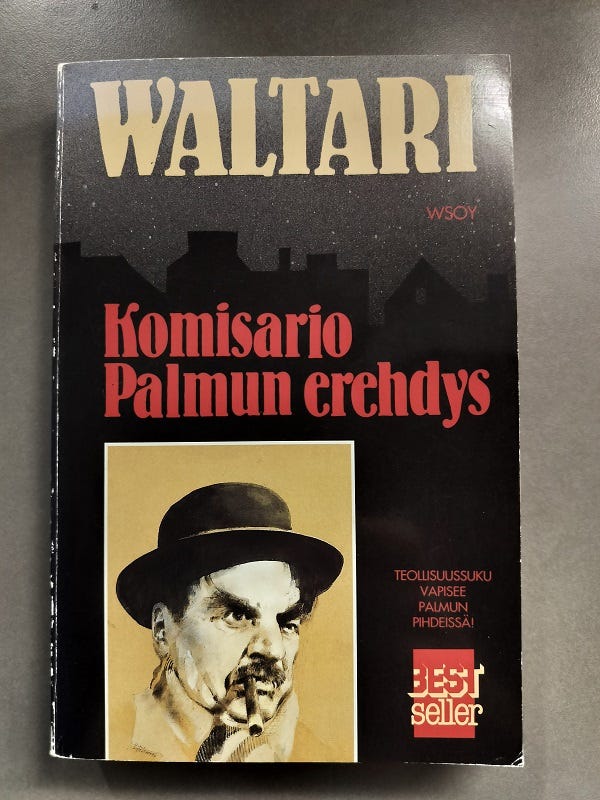 WALTARI
WSOY
Komisario
Palmun erehdys
TEOLLISUUSSUKU
VAPISEE
PALMUN
PIHDEISSÄ!
BEST
seller